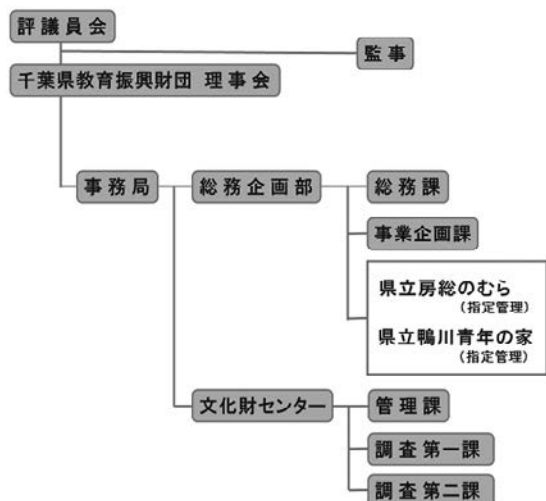 評議員会
監事
千葉県教育振興財団 理事会
事務局
総務企画部
総務課
事業企画課
県立房総のむら
(指定管理)
県立鴨川青年の家
(指定管理)
文化財センター
管理課
調査第一課
調査第二課